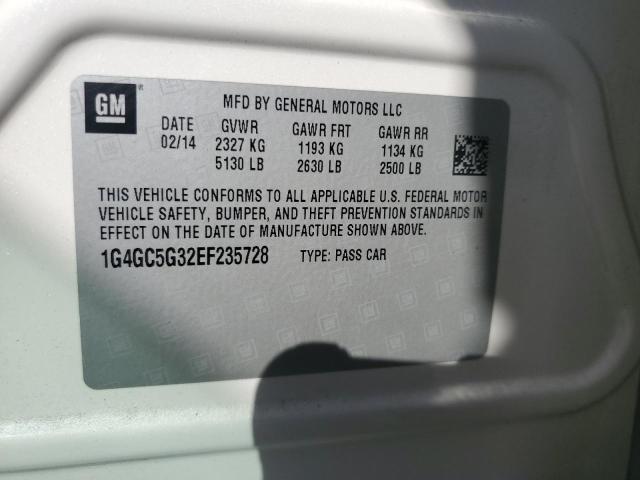 GM
MFD BY GENERAL MOTORS LLC
DATE GVWR GAWR FRT GAWR RR
02/14 2327 KG 1193 KG 1134 KG
5130 LB 2630 LB 2500 LB
THIS VEHICLE CONFORMS TO ALL APPLICABLE U.S. FEDERAL MOTOR
VEHICLE SAFETY, BUMPER, AND THEFT PREVENTION STANDARDS IN
EFFECT ON THE DATE OF MANUFACTURE SHOWN ABOVE.
1G4GC5G32EF235728 TYPE: PASS CAR